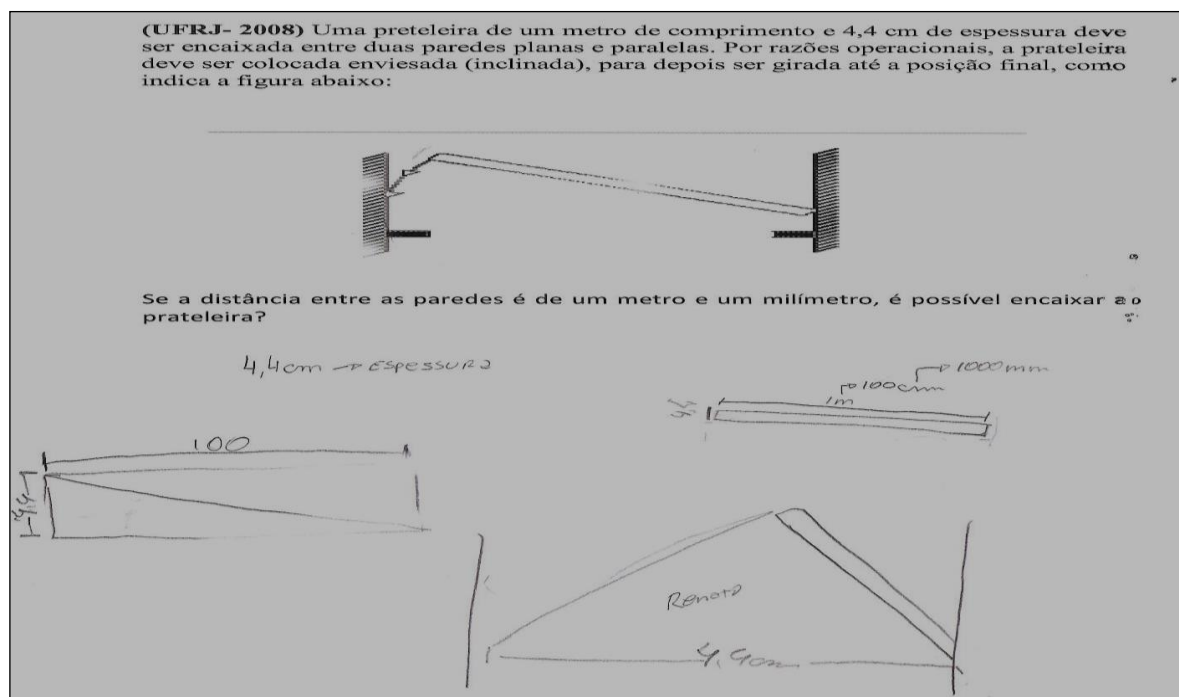 (UFRJ- 2008) Uma preteleira de um metro de comprimento e 4,4 cm de espessura deve
ser encaixada entre duas paredes planas e paralelas. Por razões operacionais, a prateleira
deve ser colocada enviesada (inclinada), para depois ser girada até a posição final, como
indica a figura abaixo:
Se a distância entre as paredes é de um metro e um milímetro, é possível encaixar a
prateleira?
4,4cm → ESPESSURA
1000mm
100cm
1m
4,4
100
4,4
Renata
4,4cm